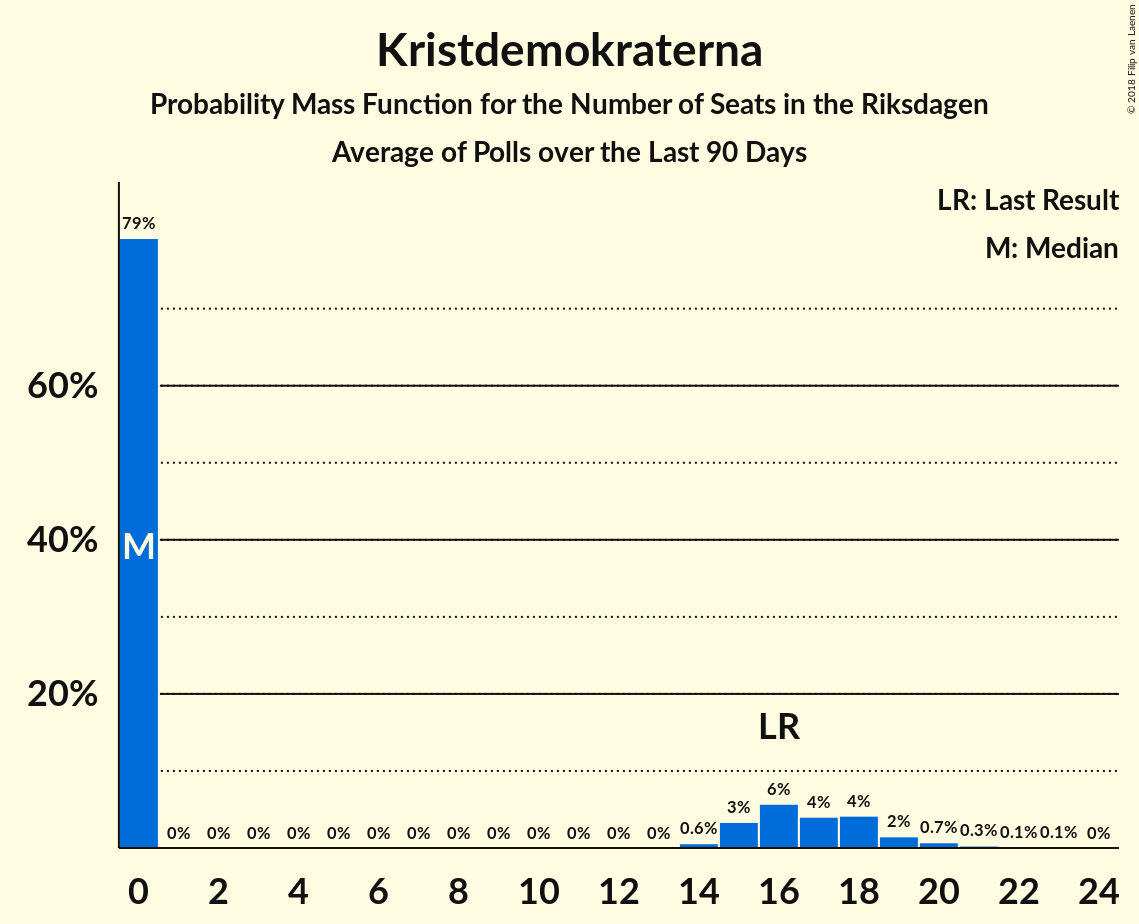 Kristdemokraterna
Probability Mass Function for the Number of Seats in the Riksdagen
Average of Polls over the Last 90 Days
© 2018 Filip van Laenen
LR: Last Result
M: Median
79%
60%
40%
M
20%
LR
0% 0% 0% 0% 0% 0% 0% 0% 0% 0% 0% 0% 0% 0.6% 3% 6% 4% 4% 2% 0.7% 0.3% 0.1% 0.1% 0%
0 2 4 6 8 10 12 14 16 18 20 22 24